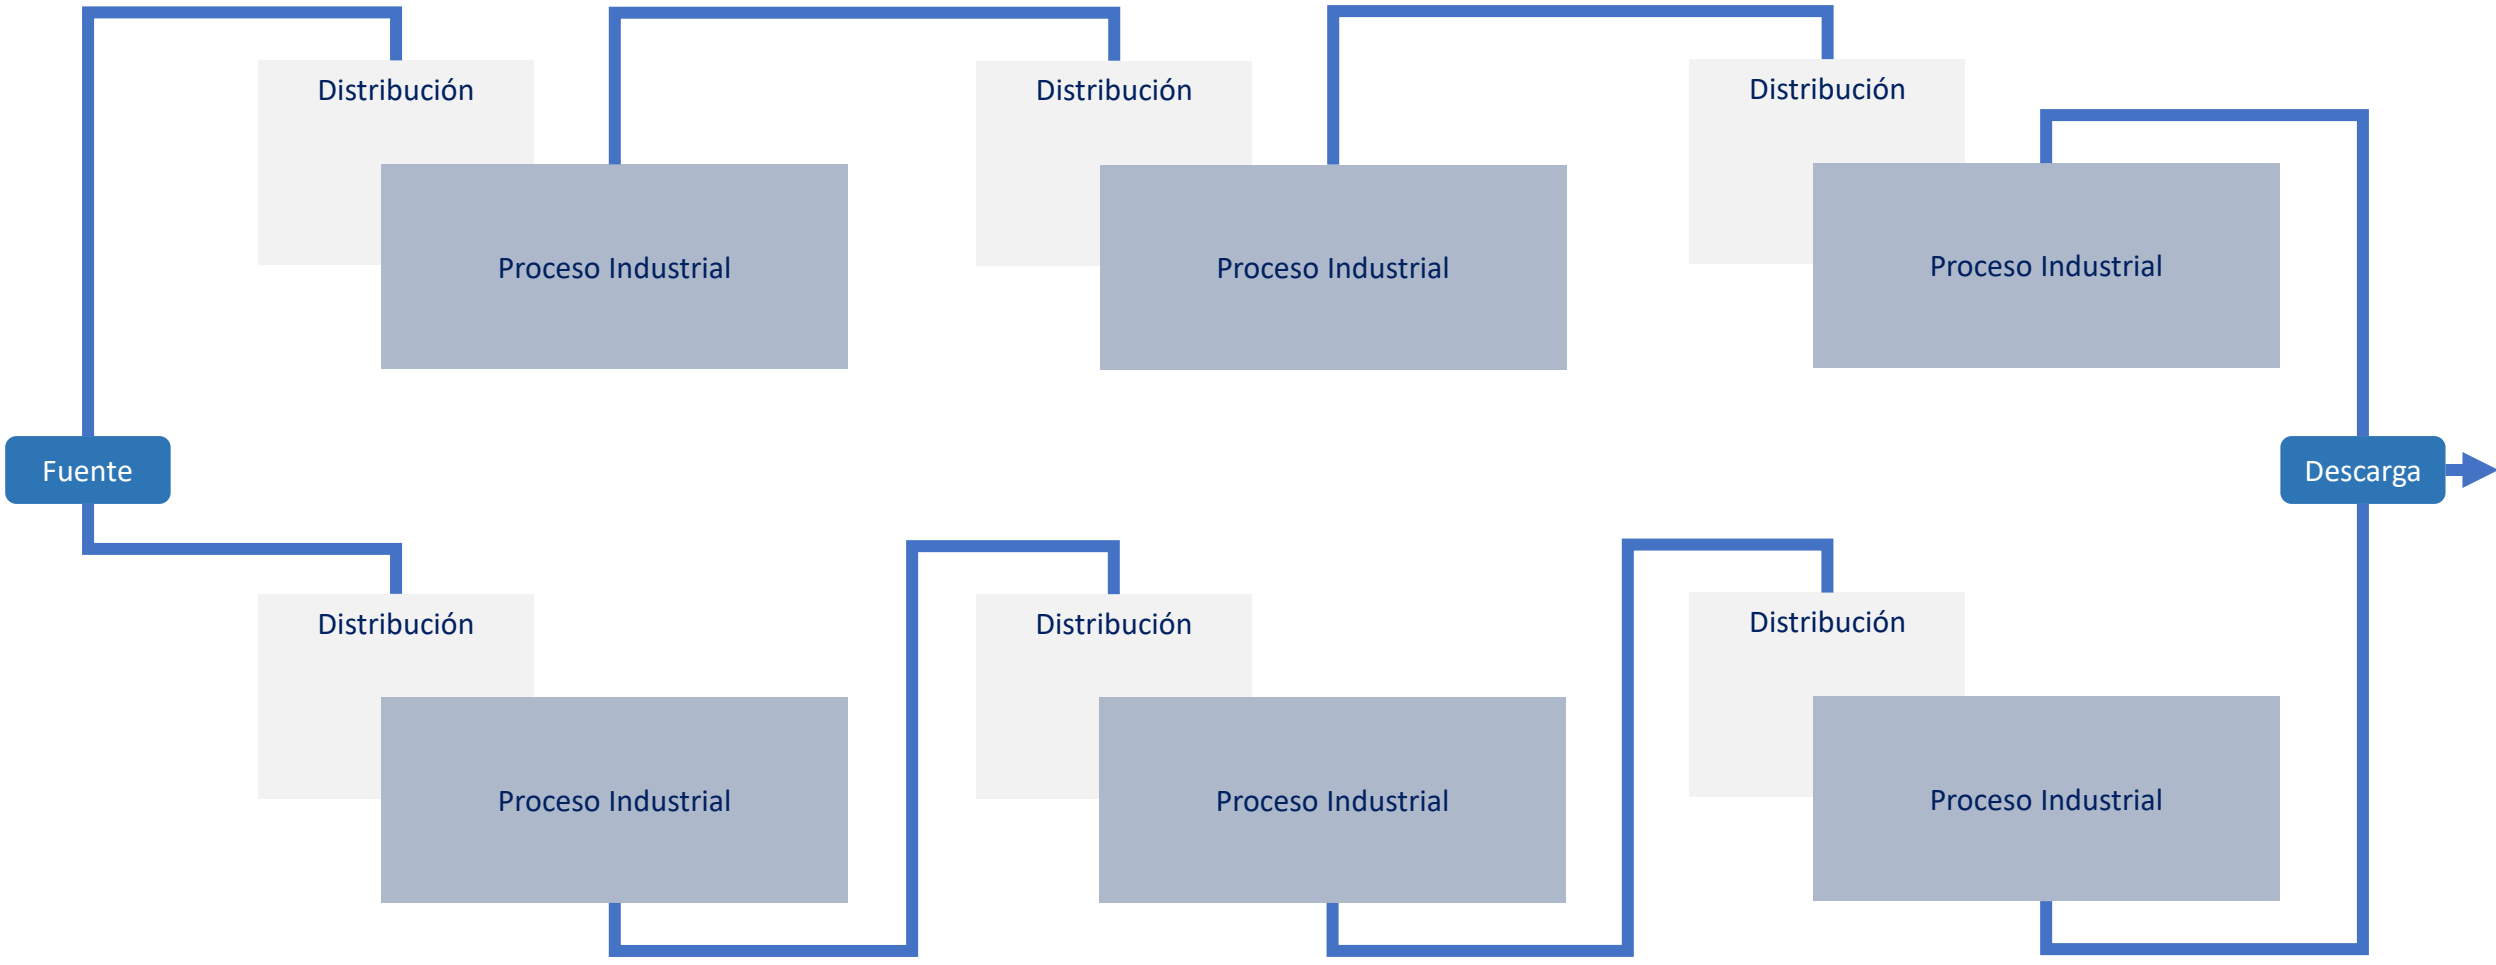 Distribución
Distribución
Distribución
Proceso Industrial
Proceso Industrial
Proceso Industrial
Fuente
Descarga
Distribución
Distribución
Distribución
Proceso Industrial
Proceso Industrial
Proceso Industrial